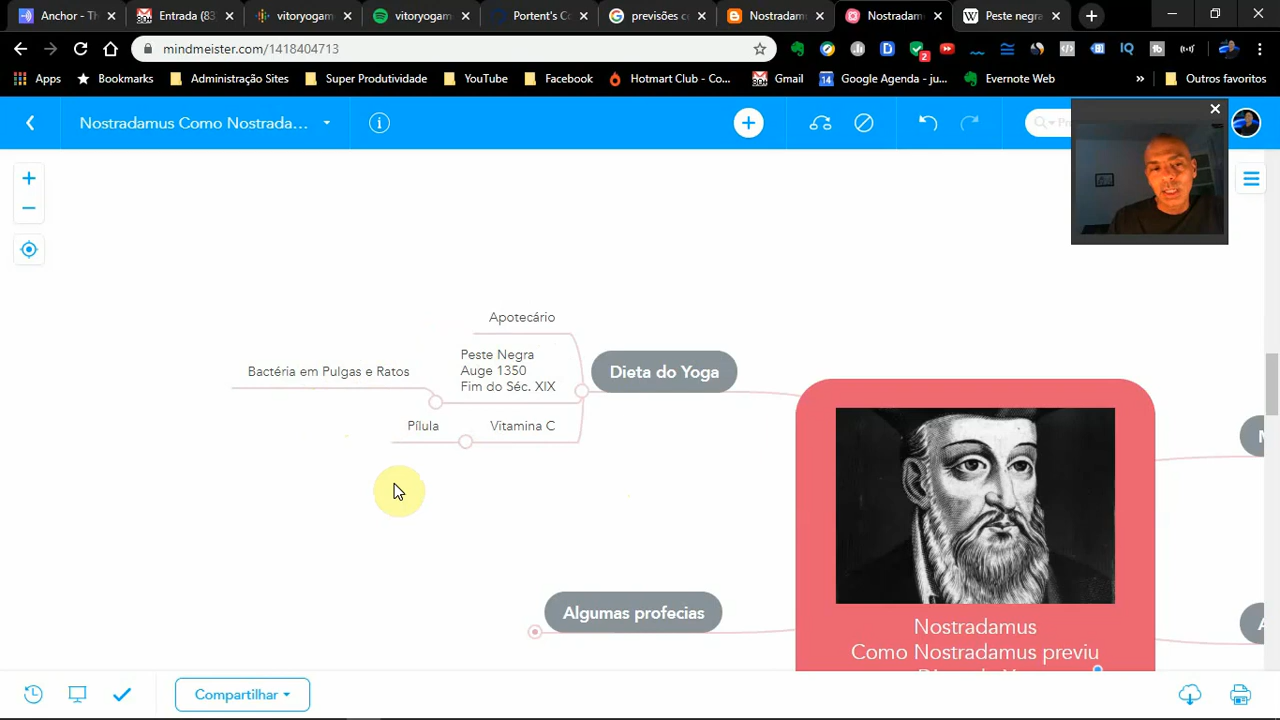 Anchor - Th
Entrada (83
vitoryogam
vitoryogam
Portent's Co
previsões ce
Nostradam
Nostradam
Peste negra
mindmeister.com/1418404713
Apps
Bookmarks
Administração Sites
Super Produtividade
YouTube
Facebook
Hotmart Club - Co...
Gmail
Google Agenda - ju...
Evernote Web
Outros favoritos
Nostradamus Como Nostrada...
Apotecário
Peste Negra
Auge 1350
Fim do Séc. XIX
Bactéria em Pulgas e Ratos
Vitamina C
Pílula
Dieta do Yoga
Algumas profecias
Nostradamus
Como Nostradamus previu
Compartilhar